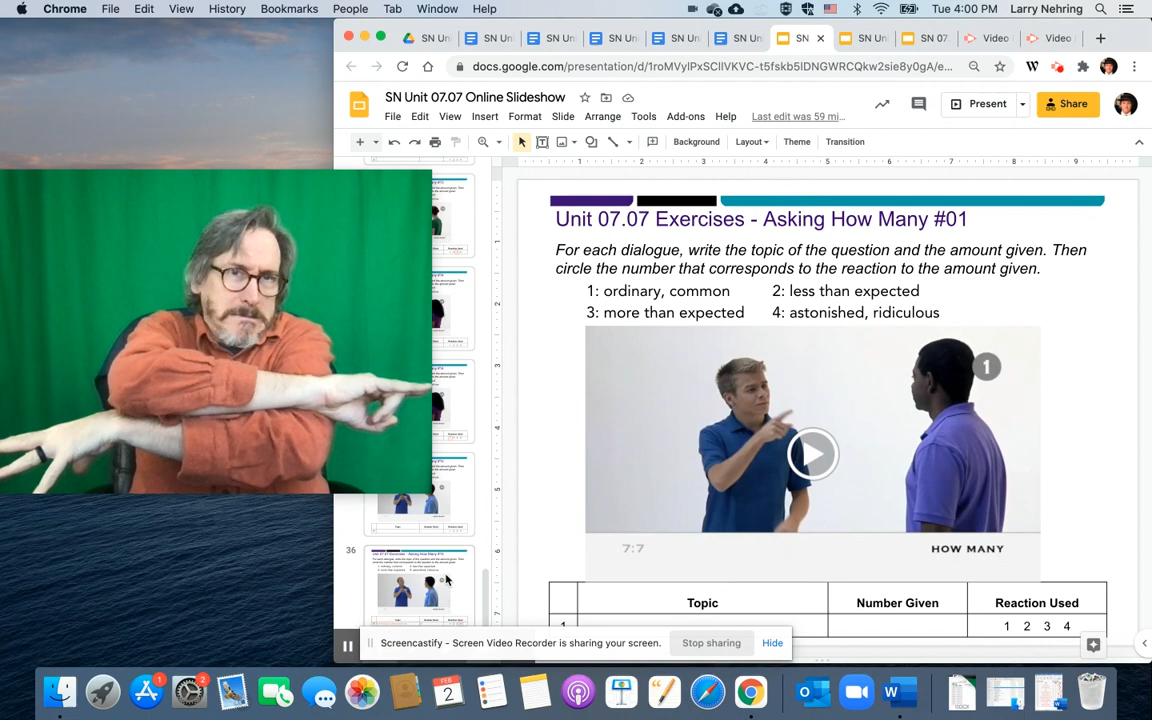 Chrome File Edit View History Bookmarks People Tab Window Help Tue 4:00 PM Larry Nehring
SN Un SN Un SN Un SN Un SN Un SN Un SN SN Un SN 07. Video Video
docs.google.com/presentation/d/1roMVylPxSCllVKVC-t5fskb5lDNGWRCQkw2sie8y0gA/e...
SN Unit 07.07 Online Slideshow
File Edit View Insert Format Slide Arrange Tools Add-ons Help Last edit was 59 mi...
Present Share
Background Layout Theme Transition
Unit 07.07 Exercises - Asking How Many #01
For each dialogue, write the topic of the question and the amount given. Then
circle the number that corresponds to the reaction to the amount given.
1: ordinary, common 2: less than expected
3: more than expected 4: astonished, ridiculous
1
7:7 HOW MANY
Topic Number Given Reaction Used
1 1 2 3 4
36
Screencastify - Screen Video Recorder is sharing your screen. Stop sharing Hide
FEB
2
1
2